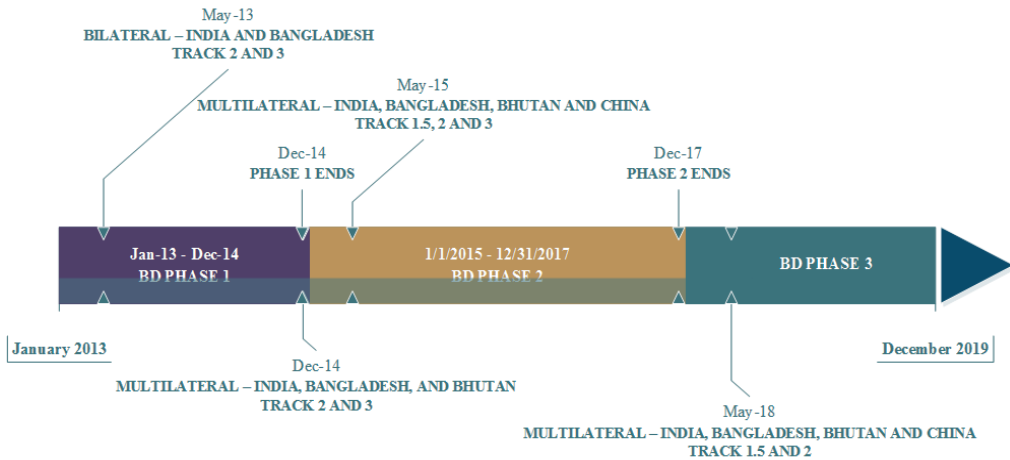 May-13
BILATERAL – INDIA AND BANGLADESH
TRACK 2 AND 3
May-15
MULTILATERAL – INDIA, BANGLADESH, BHUTAN AND CHINA
TRACK 1.5, 2 AND 3
Dec-14
PHASE 1 ENDS
Dec-17
PHASE 2 ENDS
Jan-13 - Dec-14
BD PHASE 1
1/1/2015 - 12/31/2017
BD PHASE 2
BD PHASE 3
January 2013
December 2019
Dec-14
MULTILATERAL – INDIA, BANGLADESH, AND BHUTAN
TRACK 2 AND 3
May-18
MULTILATERAL – INDIA, BANGLADESH, BHUTAN AND CHINA
TRACK 1.5 AND 2